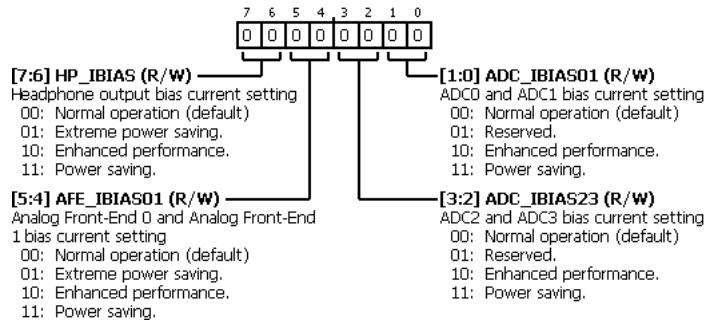 7 6 5 4 3 2 1 0
0 0 0 0 0 0 0 0
[7:6] HP_IBIAS (R/W)
Headphone output bias current setting
00: Normal operation (default)
01: Extreme power saving.
10: Enhanced performance.
11: Power saving.
[5:4] AFE_IBIAS01 (R/W)
Analog Front-End 0 and Analog Front-End
1 bias current setting
00: Normal operation (default)
01: Extreme power saving.
10: Enhanced performance.
11: Power saving.
[1:0] ADC_IBIAS01 (R/W)
ADC0 and ADC1 bias current setting
00: Normal operation (default)
01: Reserved.
10: Enhanced performance.
11: Power saving.
[3:2] ADC_IBIAS23 (R/W)
ADC2 and ADC3 bias current setting
00: Normal operation (default)
01: Reserved.
10: Enhanced performance.
11: Power saving.